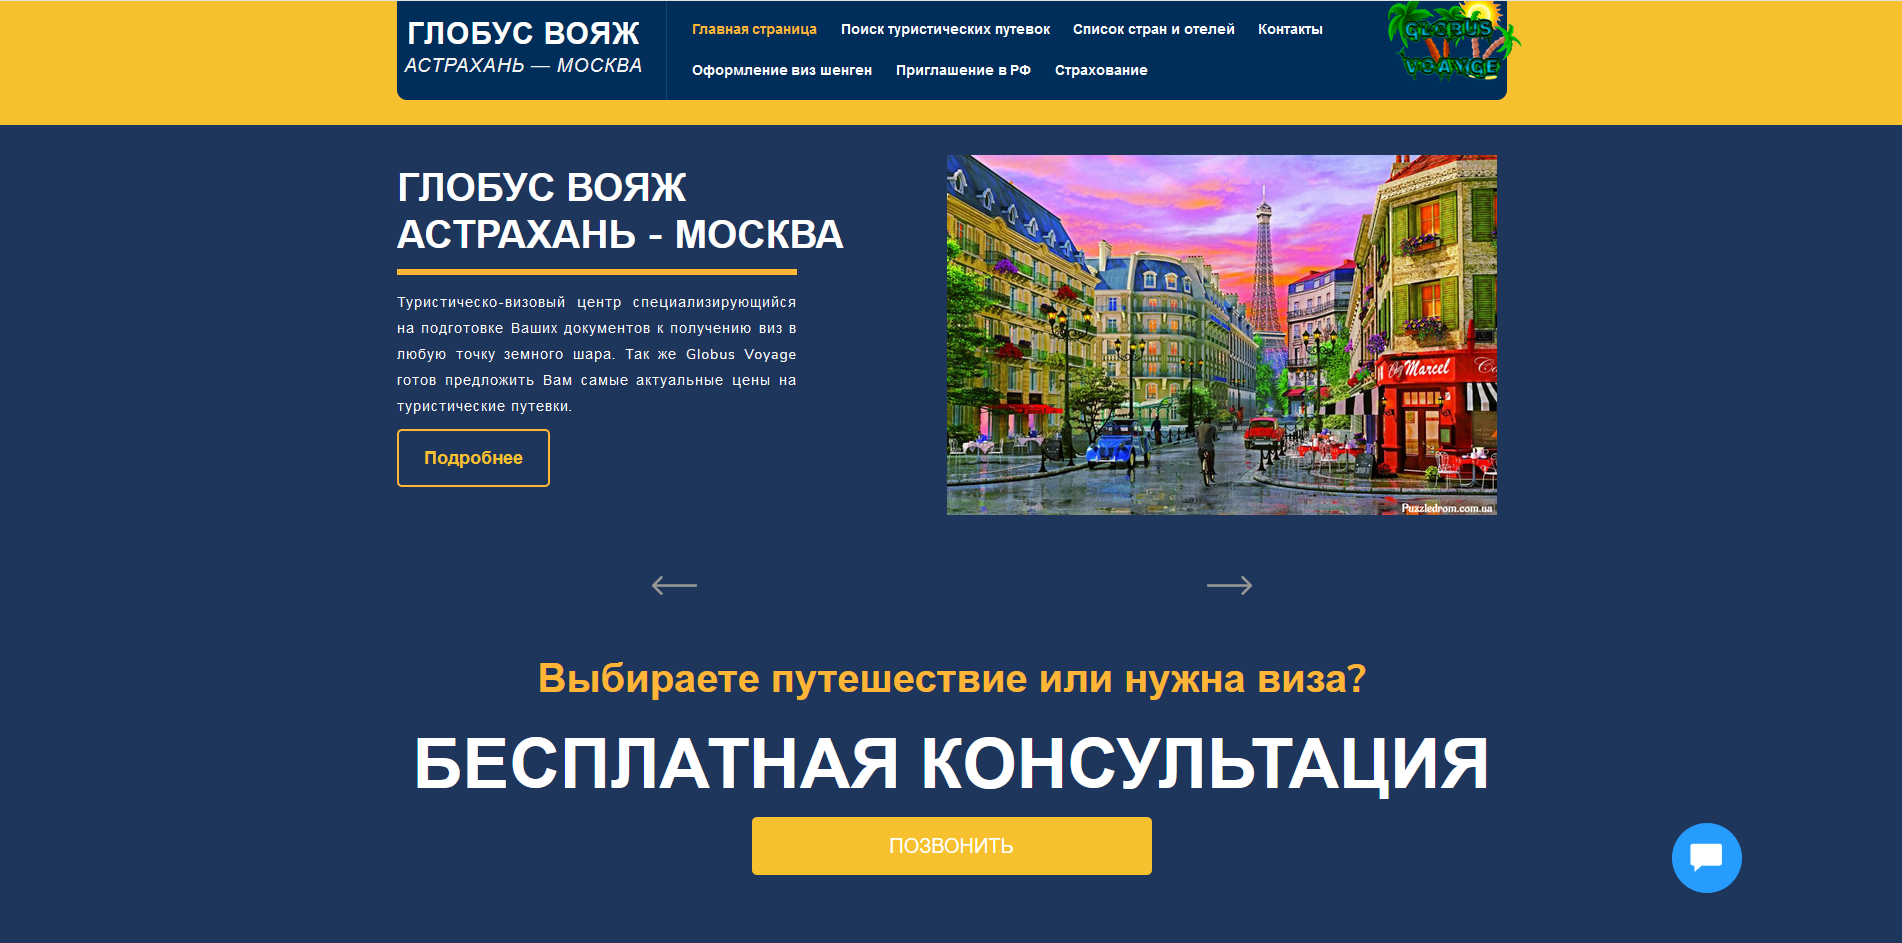 ГЛОБУС ВОЯЖ
АСТРАХАНЬ — МОСКВА
Главная страница
Поиск туристических путевок
Список стран и отелей
Контакты
Оформление виз шенген
Приглашение в РФ
Страхование
GLOBUS
VOAYGE
ГЛОБУС ВОЯЖ
АСТРАХАНЬ - МОСКВА
Туристическо-визовый центр специализирующийся
на подготовке Ваших документов к получению виз в
любую точку земного шара. Так же Globus Voyage
готов предложить Вам самые актуальные цены на
туристические путевки.
Подробнее
Chez Marcel
Puzzledrom.com.ua
Выбираете путешествие или нужна виза?
БЕСПЛАТНАЯ КОНСУЛЬТАЦИЯ
ПОЗВОНИТЬ